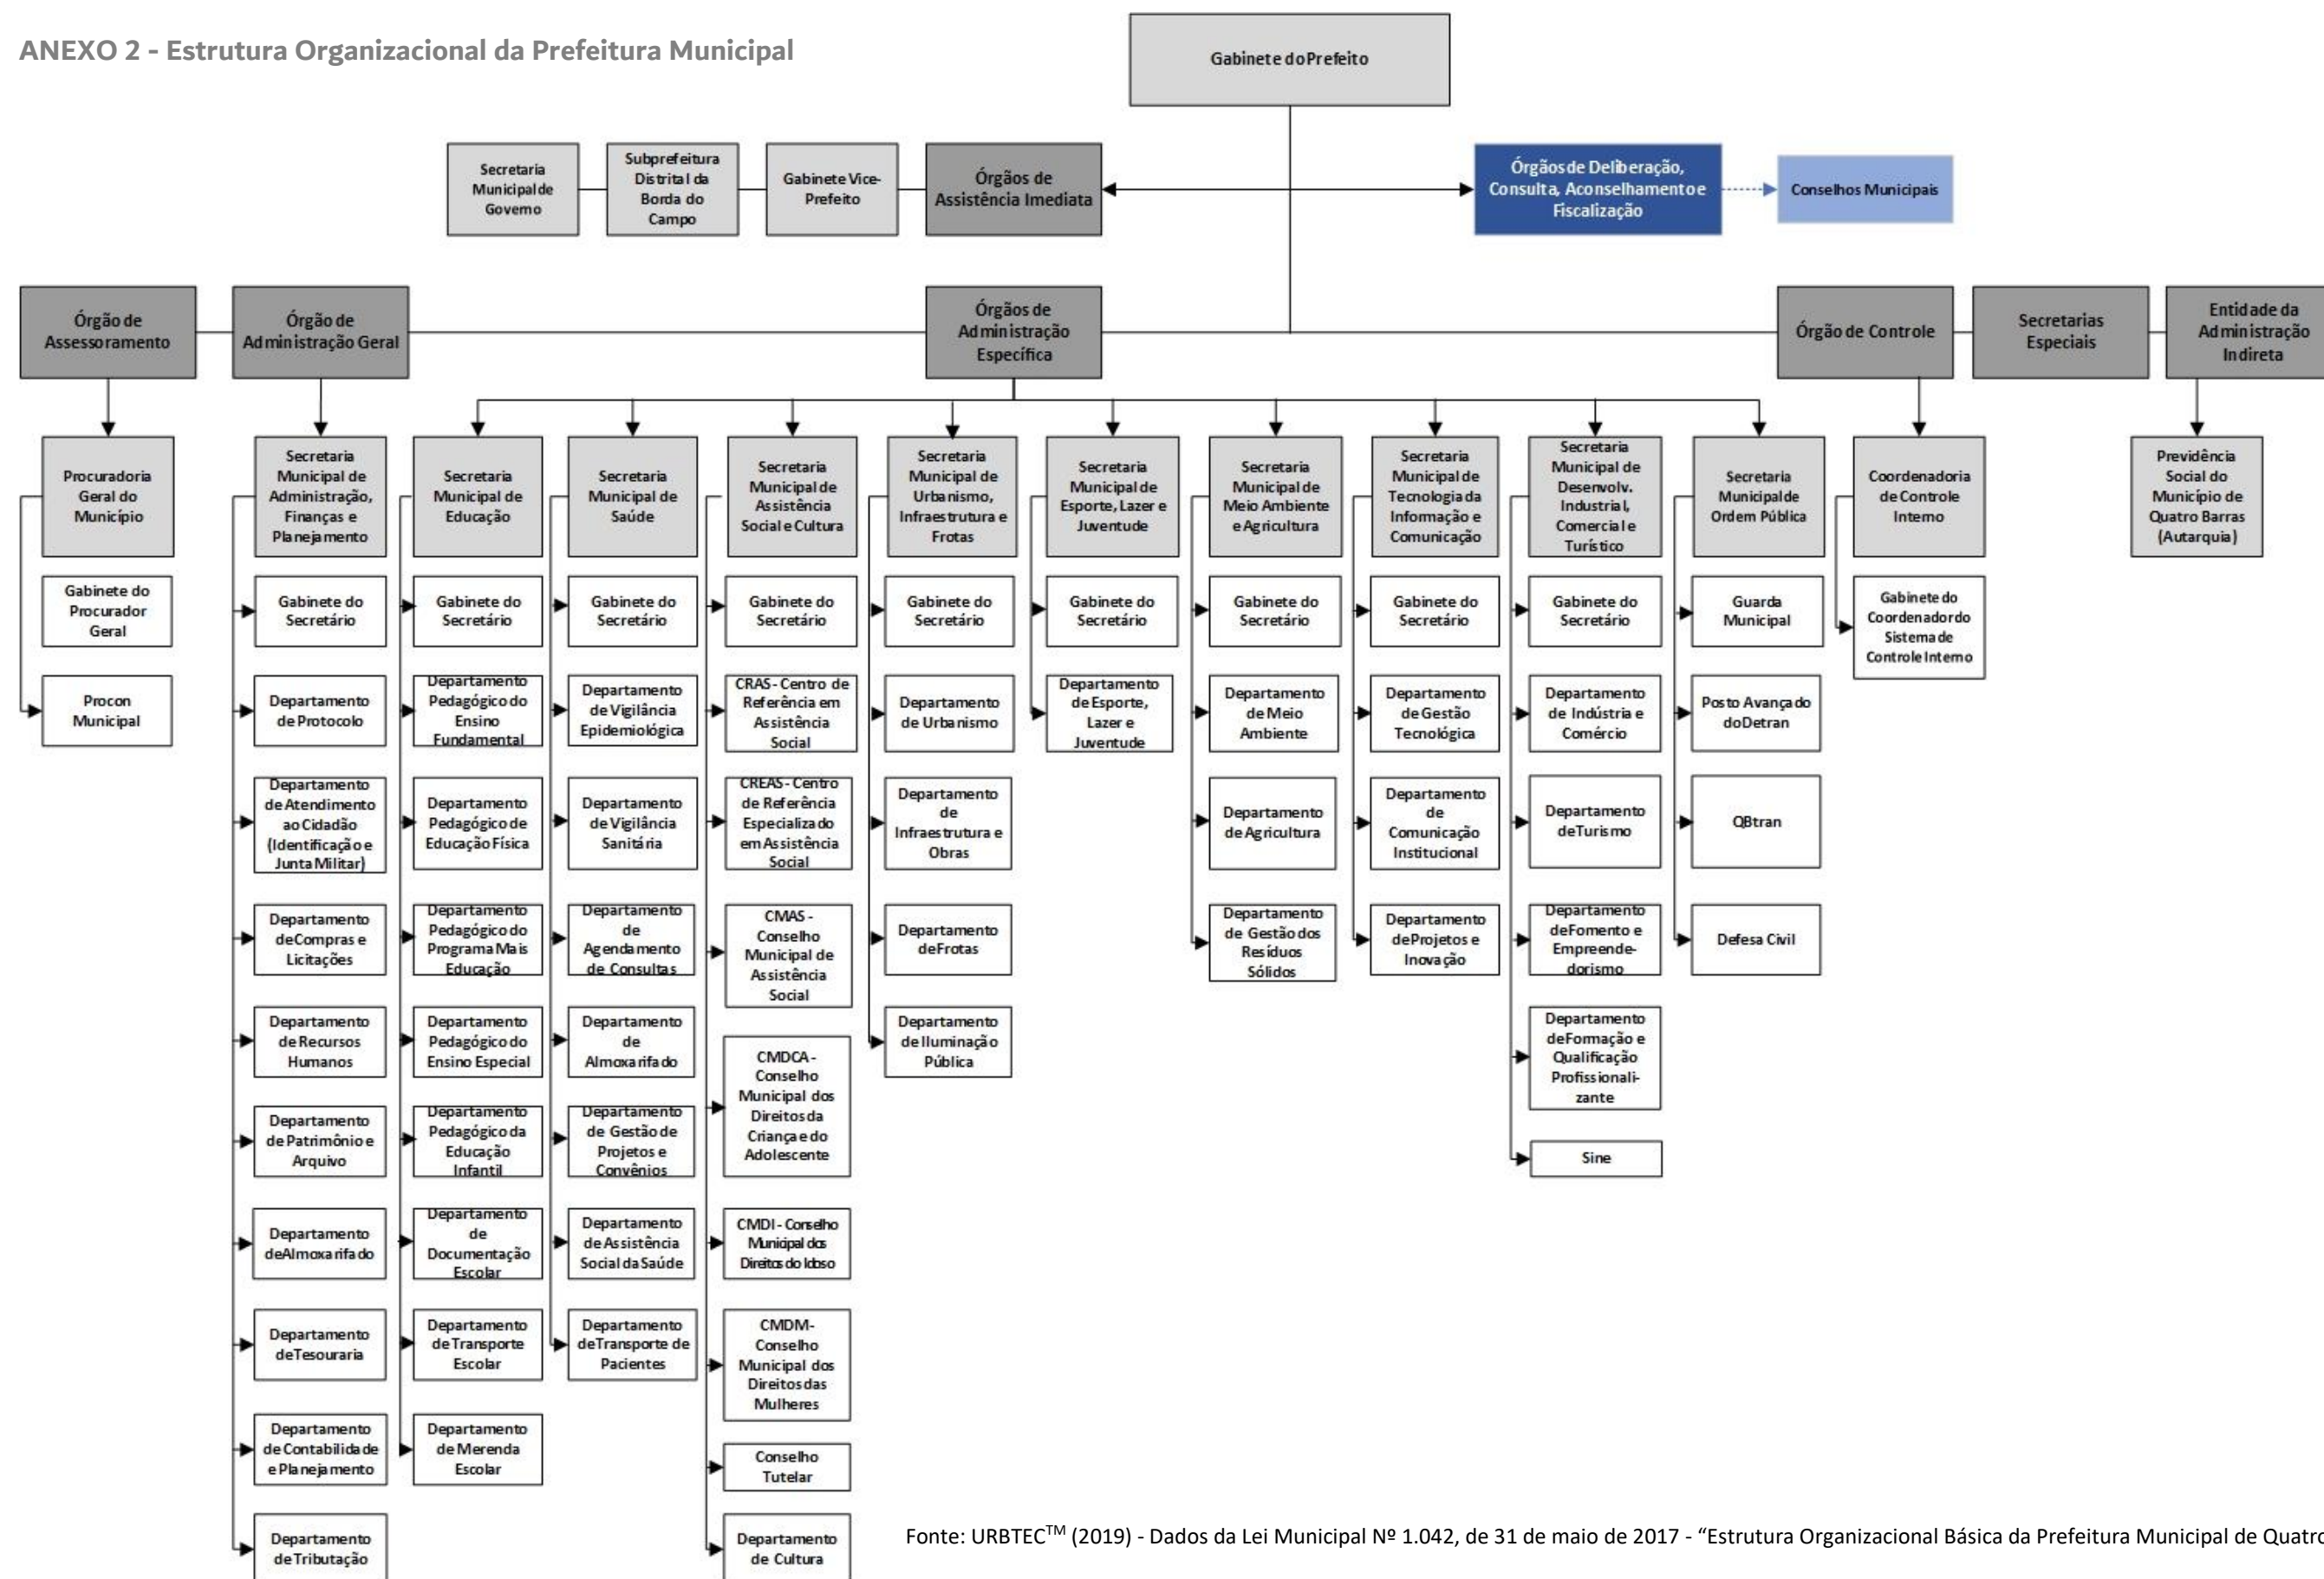 ANEXO 2 - Estrutura Organizacional da Prefeitura Municipal
Gabinete do Prefeito
Secretaria
Municipal de
Governo
Subprefeitura
Distrital da
Borda do
Campo
Gabinete Vice-
Prefeito
Órgãos de
Assistência Imediata
Órgãos de Deliberação,
Consulta, Aconselhamento e
Fiscalização
Conselhos Municipais
Órgão de
Assessoramento
Órgão de
Administração Geral
Órgãos de
Administração
Específica
Órgão de Controle
Secretarias
Especiais
Entidade da
Administração
Indireta
Procuradoria
Geral do
Município
Secretaria
Municipal de
Administração,
Finanças e
Planejamento
Secretaria
Municipal de
Educação
Secretaria
Municipal de
Saúde
Secretaria
Municipal de
Assistência
Social e Cultura
Secretaria
Municipal de
Urbanismo,
Infraestrutura e
Frotas
Secretaria
Municipal de
Esporte, Lazer e
Juventude
Secretaria
Municipal de
Meio Ambiente
e Agricultura
Secretaria
Municipal de
Tecnologia da
Informação e
Comunicação
Secretaria
Municipal de
Desenvolv.
Industrial,
Comercial e
Turístico
Secretaria
Municipal de
Ordem Pública
Coordenadoria
de Controle
Interno
Previdência
Social do
Município de
Quatro Barras
(Autarquia)
Gabinete do
Procurador
Geral
Procon
Municipal
Gabinete do
Secretário
Departamento
de Protocolo
Departamento
de Atendimento
ao Cidadão
(Identificação e
Junta Militar)
Departamento
de Compras e
Licitações
Departamento
de Recursos
Humanos
Departamento
de Patrimônio e
Arquivo
Departamento
de Almoxarifado
Departamento
de Tesouraria
Departamento
de Contabilidade
e Planejamento
Departamento
de Tributação
Gabinete do
Secretário
Departamento
Pedagógico do
Ensino
Fundamental
Departamento
Pedagógico de
Educação Física
Departamento
Pedagógico do
Programa Mais
Educação
Departamento
Pedagógico do
Ensino Especial
Departamento
Pedagógico da
Educação
Infantil
Departamento
de
Documentação
Escolar
Departamento
de Transporte
Escolar
Departamento
de Merenda
Escolar
Gabinete do
Secretário
Departamento
de Vigilância
Epidemiológica
Departamento
de Vigilância
Sanitária
Departamento
de
Agendamento
de Consultas
Departamento
de
Almoxarifado
Departamento
de Gestão de
Projetos e
Convênios
Departamento
de Assistência
Social da Saúde
Departamento
de Transporte de
Pacientes
Gabinete do
Secretário
CRAS - Centro de
Referência em
Assistência
Social
CREAS - Centro
de Referência
Especializado
em Assistência
Social
CMAS -
Conselho
Municipal de
Assistência
Social
CMDCA -
Conselho
Municipal dos
Direitos da
Criança e do
Adolescente
CMDI - Conselho
Municipal dos
Direitos do Idoso
CMDM-
Conselho
Municipal dos
Direitos das
Mulheres
Conselho
Tutelar
Departamento
de Cultura
Gabinete do
Secretário
Departamento
de Urbanismo
Departamento
de
Infraestrutura e
Obras
Departamento
de Frotas
Departamento
de Iluminação
Pública
Gabinete do
Secretário
Departamento
de Esporte,
Lazer e
Juventude
Gabinete do
Secretário
Departamento
de Meio
Ambiente
Departamento
de Agricultura
Departamento
de Gestão dos
Resíduos
Sólidos
Gabinete do
Secretário
Departamento
de Gestão
Tecnológica
Departamento
de
Comunicação
Institucional
Departamento
de Projetos e
Inovação
Gabinete do
Secretário
Departamento
de Indústria e
Comércio
Departamento
de Turismo
Departamento
de Fomento e
Empreende-
dorismo
Departamento
de Formação e
Qualificação
Profissionali-
zante
Sine
Guarda
Municipal
Posto Avançado
do Detran
QBtran
Defesa Civil
Gabinete do
Coordenador do
Sistema de
Controle Interno
Fonte: URBTEC™ (2019) - Dados da Lei Municipal Nº 1.042, de 31 de maio de 2017 - “Estrutura Organizacional Básica da Prefeitura Municipal de Quatro